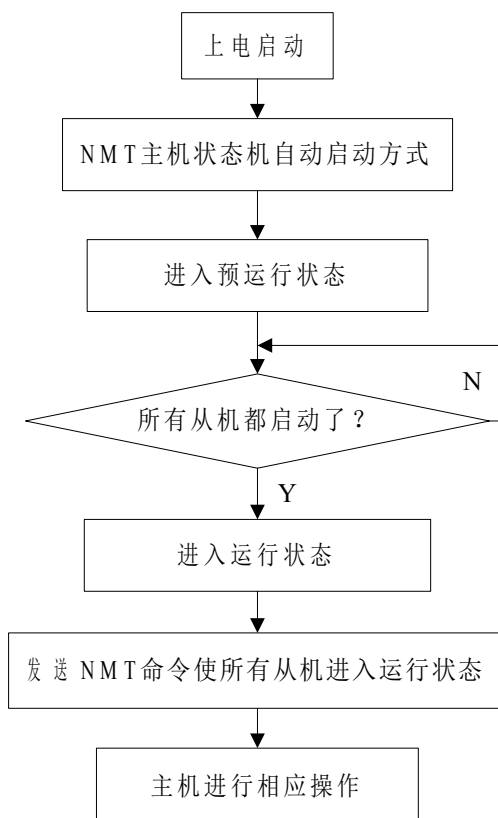 上电启动
NMT主机状态机自动启动方式
进入预运行状态
N
所有从机都启动了？
Y
进入运行状态
发送NMT命令使所有从机进入运行状态
主机进行相应操作